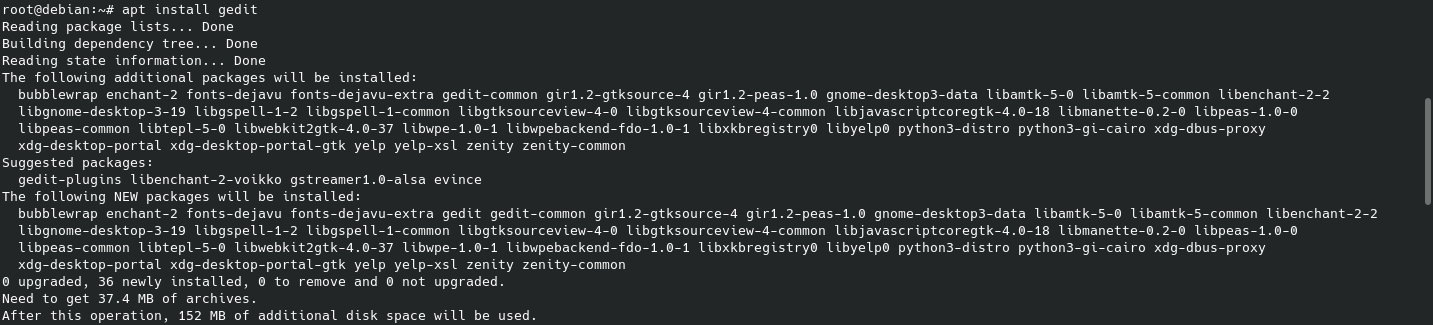 root@debian:~# apt install gedit
Reading package lists... Done
Building dependency tree... Done
Reading state information... Done
The following additional packages will be installed:
  bubblewrap enchant-2 fonts-dejavu fonts-dejavu-extra gedit-common gir1.2-gtksource-4 gir1.2-peas-1.0 gnome-desktop3-data libamtk-5-0 libamtk-5-common libenchant-2-2
  libgnome-desktop-3-19 libgspell-1-2 libgspell-1-common libgtksourceview-4-0 libgtksourceview-4-common libjavascriptcoregtk-4.0-18 libmanette-0.2-0 libpeas-1.0-0
  libpeas-common libtepl-5-0 libwebkit2gtk-4.0-37 libwpe-1.0-1 libwpebackend-fdo-1.0-1 libxkbregistry0 libyelp0 python3-distro python3-gi-cairo xdg-dbus-proxy
  xdg-desktop-portal xdg-desktop-portal-gtk yelp yelp-xsl zenity zenity-common
Suggested packages:
  gedit-plugins libenchant-2-voikko gstreamer1.0-alsa evince
The following NEW packages will be installed:
  bubblewrap enchant-2 fonts-dejavu fonts-dejavu-extra gedit gedit-common gir1.2-gtksource-4 gir1.2-peas-1.0 gnome-desktop3-data libamtk-5-0 libamtk-5-common libenchant-2-2
  libgnome-desktop-3-19 libgspell-1-2 libgspell-1-common libgtksourceview-4-0 libgtksourceview-4-common libjavascriptcoregtk-4.0-18 libmanette-0.2-0 libpeas-1.0-0
  libpeas-common libtepl-5-0 libwebkit2gtk-4.0-37 libwpe-1.0-1 libwpebackend-fdo-1.0-1 libxkbregistry0 libyelp0 python3-distro python3-gi-cairo xdg-dbus-proxy
  xdg-desktop-portal xdg-desktop-portal-gtk yelp yelp-xsl zenity zenity-common
0 upgraded, 36 newly installed, 0 to remove and 0 not upgraded.
Need to get 37.4 MB of archives.
After this operation, 152 MB of additional disk space will be used.